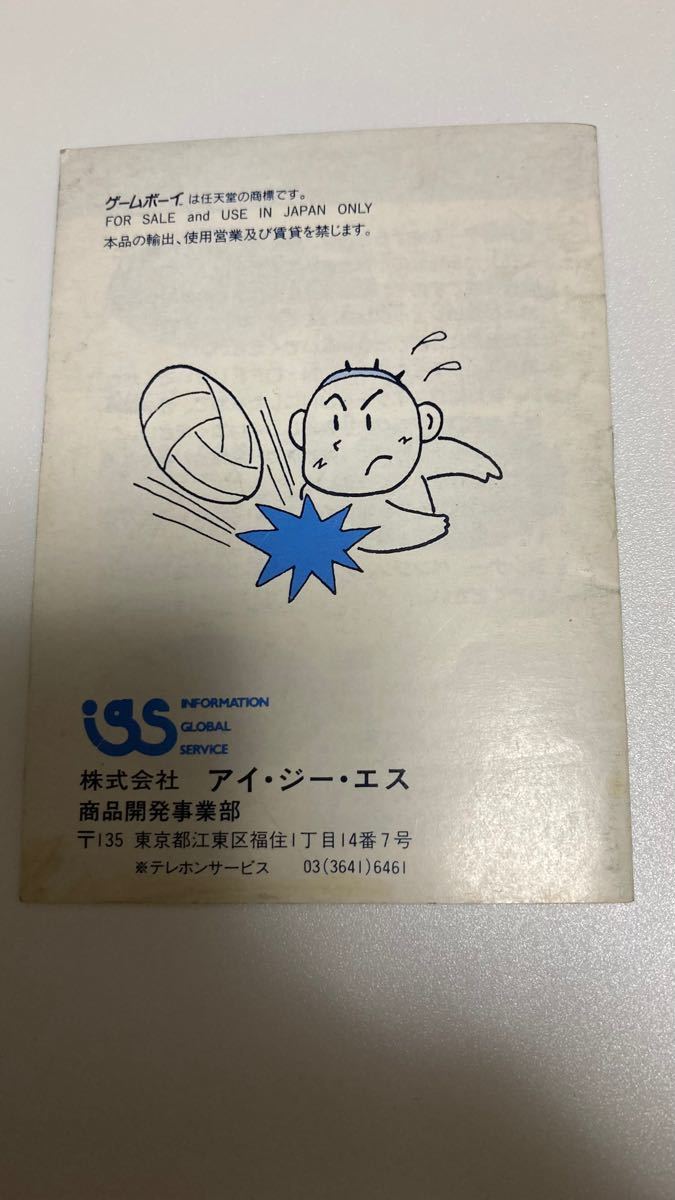 ゲームボーイは任天堂の商標です。
FOR SALE and USE IN JAPAN ONLY
本品の輸出、使用営業及び賃貸を禁じます。
igs INFORMATION
GLOBAL
SERVICE
株式会社 アイ・ジー・エス
商品開発事業部
〒135 東京都江東区福住1丁目14番7号
※テレホンサービス 03(3641)6461